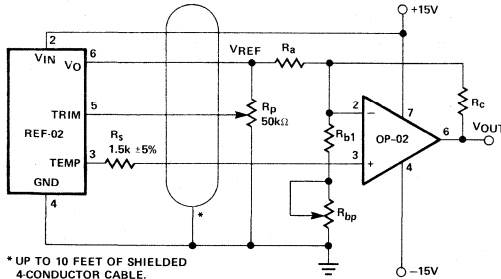 +15V
2
VIN
VO
6
VREF
Ra
Rc
TRIM
5
Rp
50kΩ
2
−
7
REF-02
Rb1
OP-02
6
VOUT
Rs
1.5k ±5%
TEMP
3
3
+
4
GND
4
Rbp
*
−15V
* UP TO 10 FEET OF SHIELDED
4-CONDUCTOR CABLE.